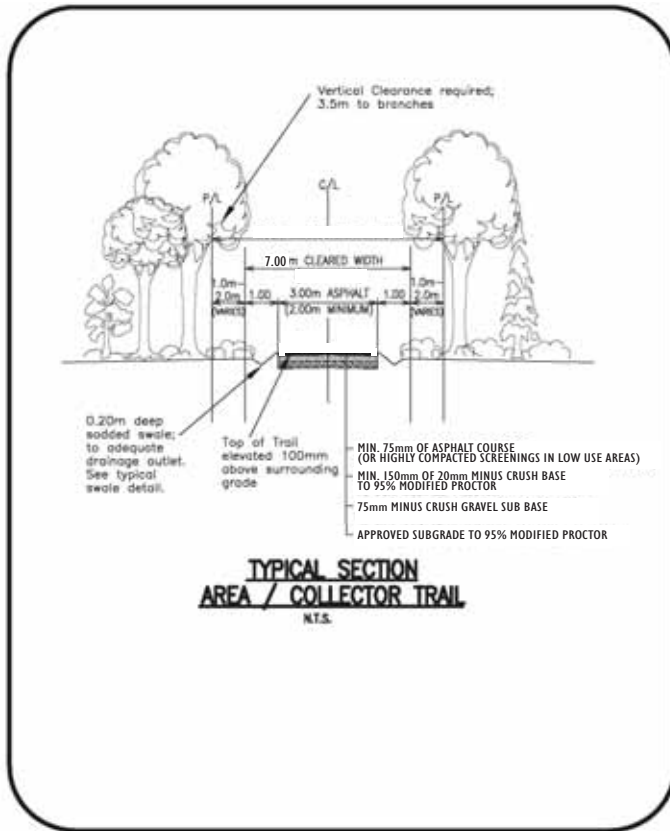 Vertical Clearance required;
3.5m to branches
C/L
P/L
P/L
7.00 m CLEARED WIDTH
1.0m–
2.0m
(VARIES)
1.00
3.00m ASPHALT
(2.00m MINIMUM)
1.00
1.0m–
2.0m
(VARIES)
0.20m deep
sodded swale;
to adequate
drainage outlet.
See typical
swale detail.
Top of Trail
elevated 100mm
above surrounding
grade
MIN. 75mm OF ASPHALT COURSE
(OR HIGHLY COMPACTED SCREENINGS IN LOW USE AREAS)
MIN. 150mm OF 20mm MINUS CRUSH BASE
TO 95% MODIFIED PROCTOR
75mm MINUS CRUSH GRAVEL SUB BASE
APPROVED SUBGRADE TO 95% MODIFIED PROCTOR
TYPICAL SECTION
AREA / COLLECTOR TRAIL
N.T.S.